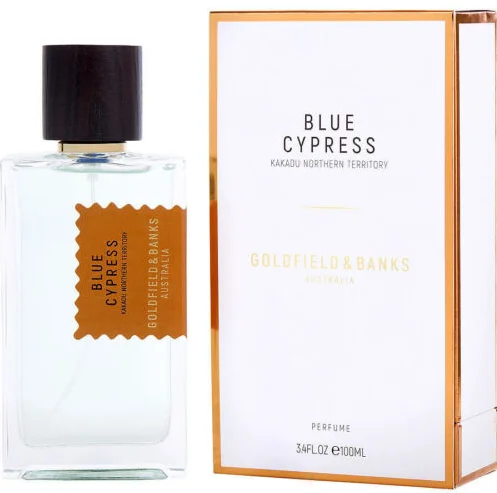 BLUE
CYPRESS
KAKADU NORTHERN TERRITORY
GOLDFIELD & BANKS
AUSTRALIA
BLUE
CYPRESS
KAKADU NORTHERN TERRITORY
GOLDFIELD & BANKS
AUSTRALIA
PERFUME
3.4FL.OZ ℮100ML